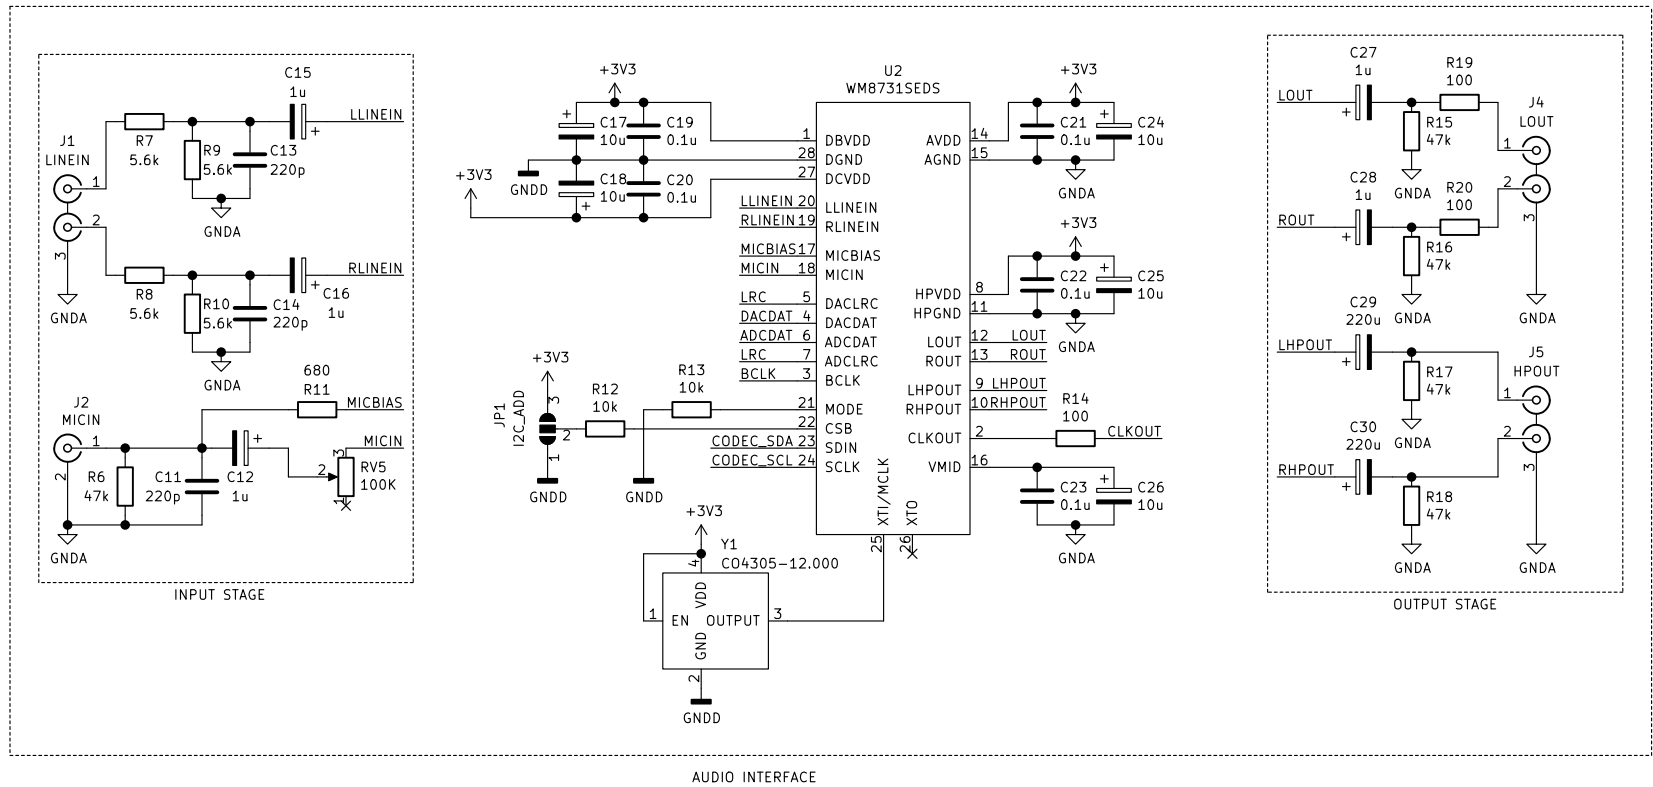 C15
1u
LLINEIN
J1
LINEIN
R7
5.6k
R9
5.6k
C13
220p
1
2
3
GNDA
GNDA
R8
5.6k
R10
5.6k
C14
220p
C16
1u
RLINEIN
GNDA
680
R11
MICBIAS
J2
MICIN
1
2
R6
47k
C11
220p
C12
1u
MICIN
3
2
1
RV5
100K
GNDA
INPUT STAGE
+3V3
C17
10u
C19
0.1u
GNDD
+3V3
C18
10u
C20
0.1u
U2
WM8731SEDS
1 DBVDD
28 DGND
27 DCVDD
LLINEIN 20 LLINEIN
RLINEIN 19 RLINEIN
MICBIAS 17 MICBIAS
MICIN 18 MICIN
LRC 5 DACLRC
DACDAT 4 DACDAT
ADCDAT 6 ADCDAT
LRC 7 ADCLRC
BCLK 3 BCLK
21 MODE
22 CSB
CODEC_SDA 23 SDIN
CODEC_SCL 24 SCLK
AVDD 14
AGND 15
HPVDD 8
HPGND 11
LOUT 12 LOUT
ROUT 13 ROUT
LHPOUT 9 LHPOUT
RHPOUT 10 RHPOUT
CLKOUT 2
VMID 16
XTI/MCLK
25
XTO
26
+3V3
JP1
I2C_ADD
3
2
1
GNDD
R12
10k
R13
10k
GNDD
+3V3
Y1
CO4305-12.000
4
VDD
1 EN
OUTPUT 3
GND
2
GNDD
+3V3
C21
0.1u
C24
10u
GNDA
+3V3
C22
0.1u
C25
10u
GNDA
R14
100
CLKOUT
C23
0.1u
C26
10u
GNDA
C27
1u
LOUT
R19
100
R15
47k
GNDA
J4
LOUT
1
2
3
GNDA
C28
1u
ROUT
R20
100
R16
47k
GNDA
C29
220u
LHPOUT
R17
47k
GNDA
J5
HPOUT
1
2
3
GNDA
C30
220u
RHPOUT
R18
47k
GNDA
OUTPUT STAGE
AUDIO INTERFACE